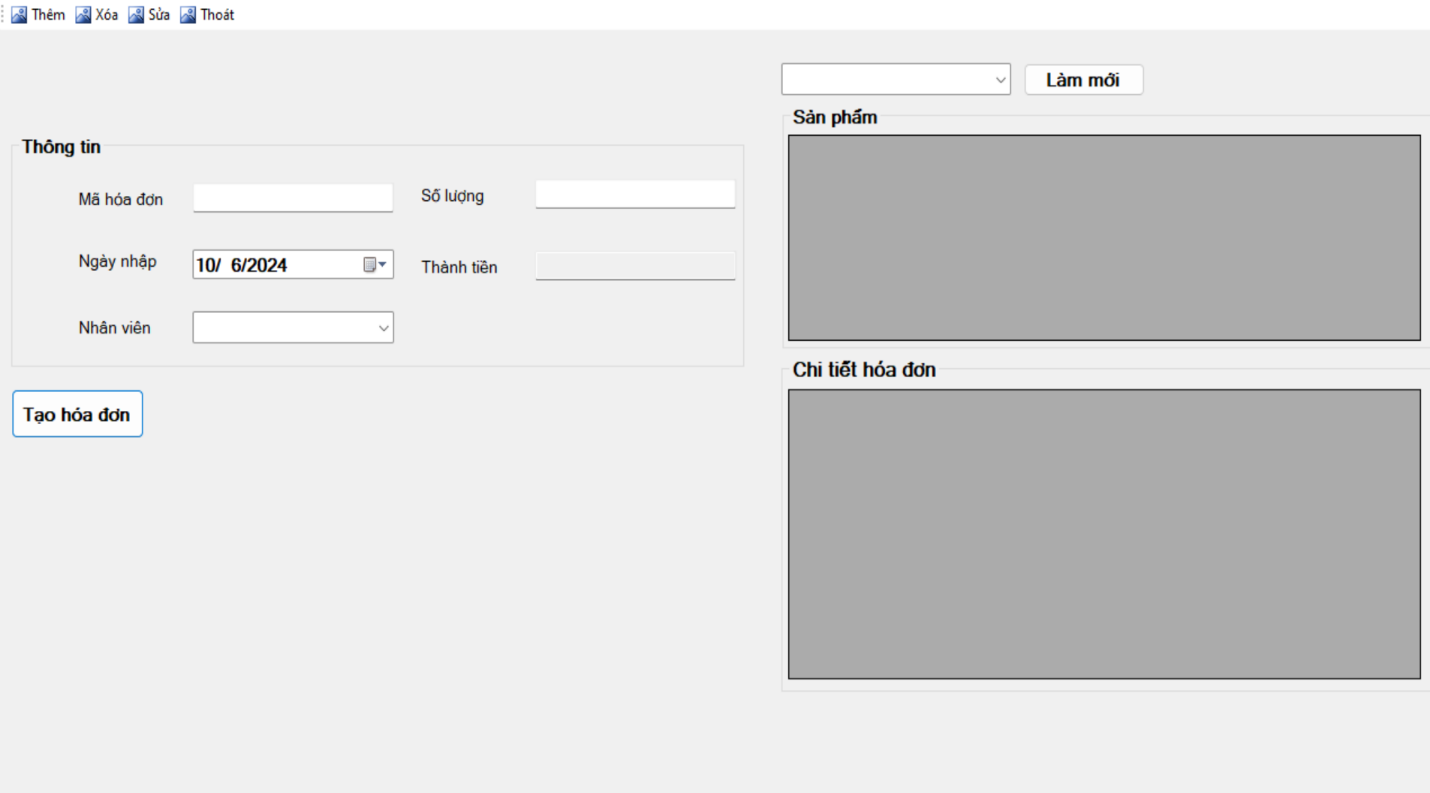 Thêm Xóa Sửa Thoát
Làm mới
Sản phẩm
Thông tin
Mã hóa đơn
Số lượng
Ngày nhập
10/ 6/2024
Thành tiền
Nhân viên
Chi tiết hóa đơn
Tạo hóa đơn